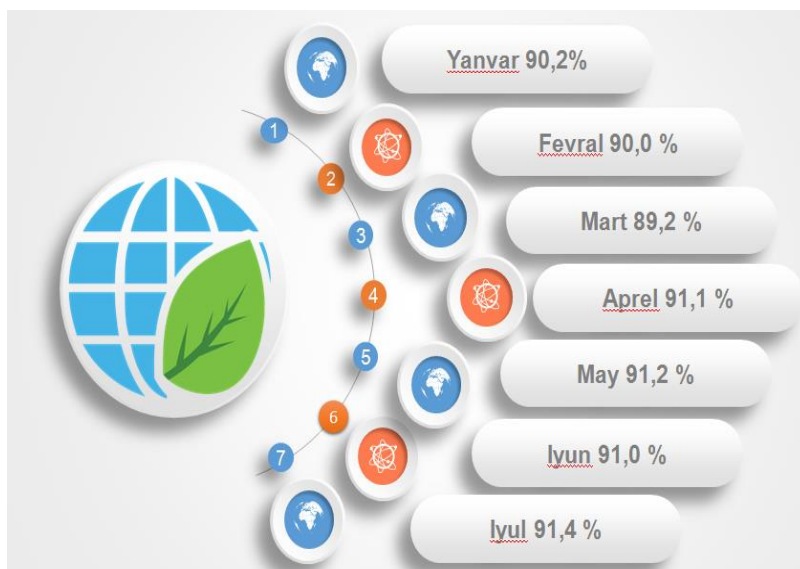 Yanvar 90,2%
1
Fevral 90,0 %
2
Mart 89,2 %
3
Aprel 91,1 %
4
May 91,2 %
5
Iyun 91,0 %
6
Iyul 91,4 %
7